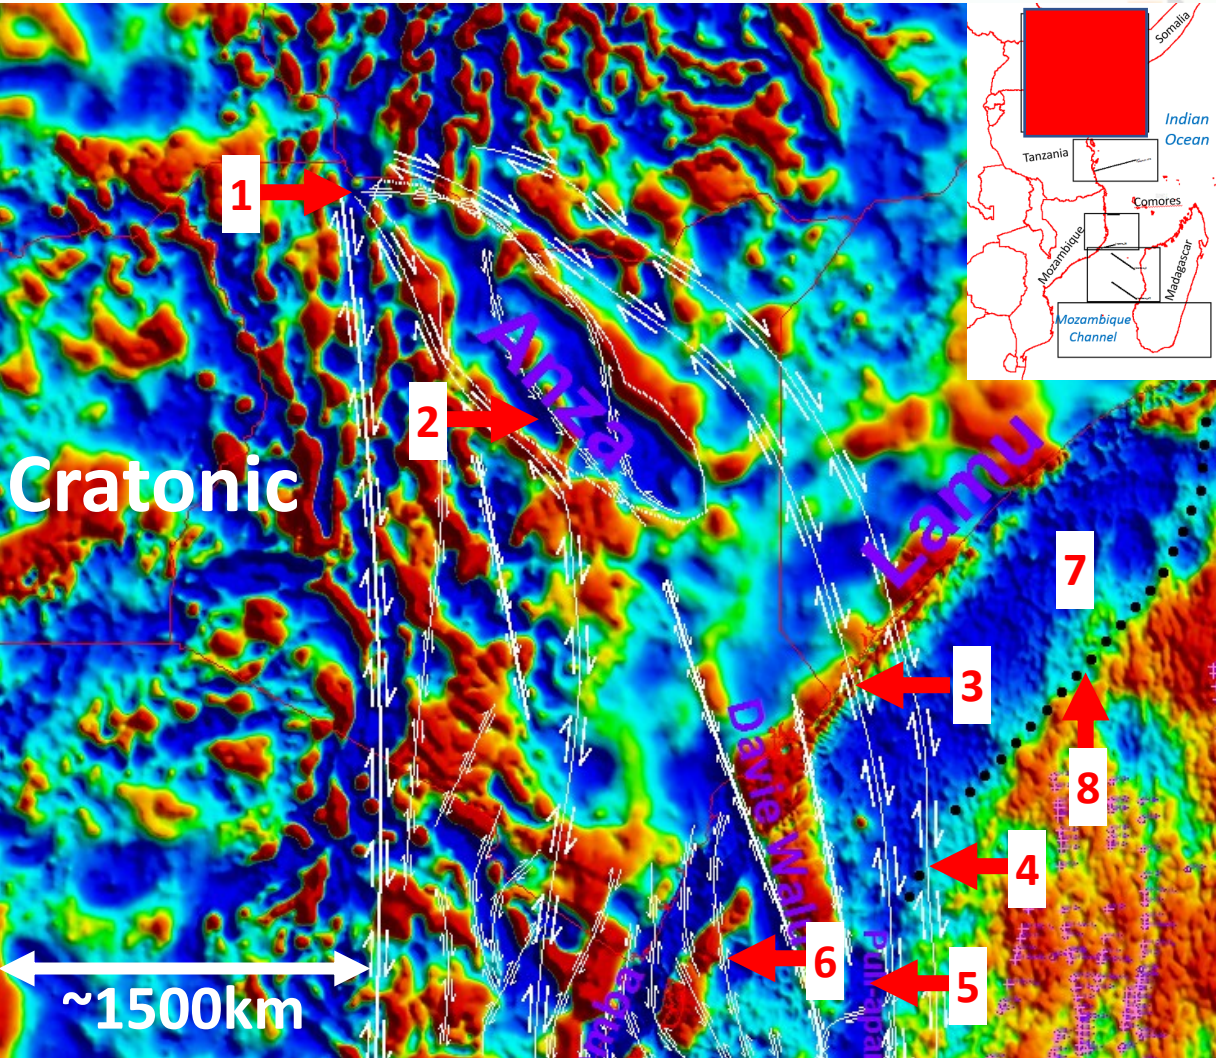 Somalia
Indian
Ocean
Tanzania
Comores
Mozambique
Madagascar
Mozambique
Channel
1
Anza
2
Lamu
Cratonic
7
3
Davie Walu
8
4
6
5
~1500km